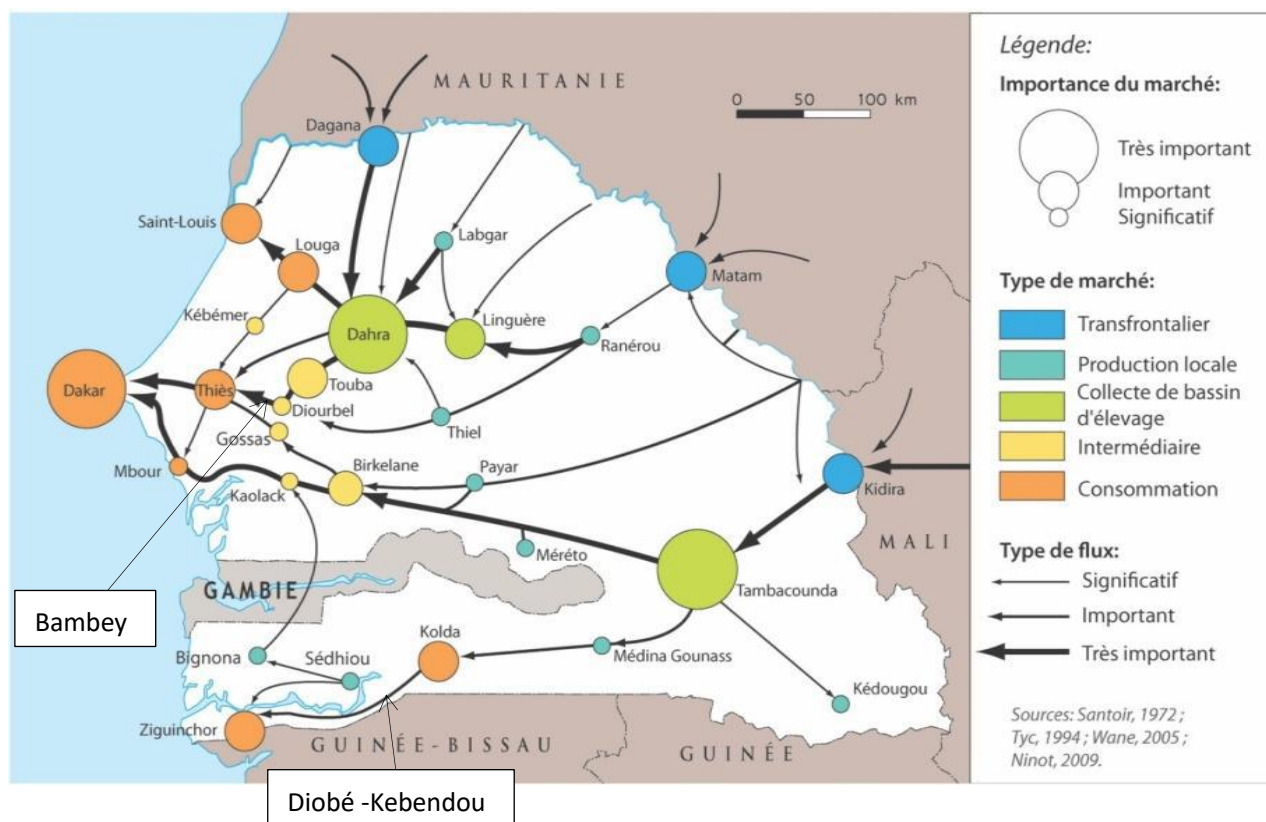 MAURITANIE
0 50 100 km
Dagana
Saint-Louis
Louga
Labgar
Matam
Kébémer
Dahra
Linguère
Ranérou
Dakar
Thiès
Touba
Diourbel
Thiel
Gossas
Mbour
Birkelane
Payar
Kaolack
Kidira
MALI
Méréto
GAMBIE
Tambacounda
Bambey
Kolda
Bignona
Sédhiou
Médina Gounass
Kédougou
Ziguinchor
GUINÉE-BISSAU
GUINÉE
Diobé -Kebendou
Légende:
Importance du marché:
Très important
Important
Significatif
Type de marché:
Transfrontalier
Production locale
Collecte de bassin
d'élevage
Intermédiaire
Consommation
Type de flux:
Significatif
Important
Très important
Sources: Santoir, 1972 ;
Tyc, 1994 ; Wane, 2005 ;
Ninot, 2009.